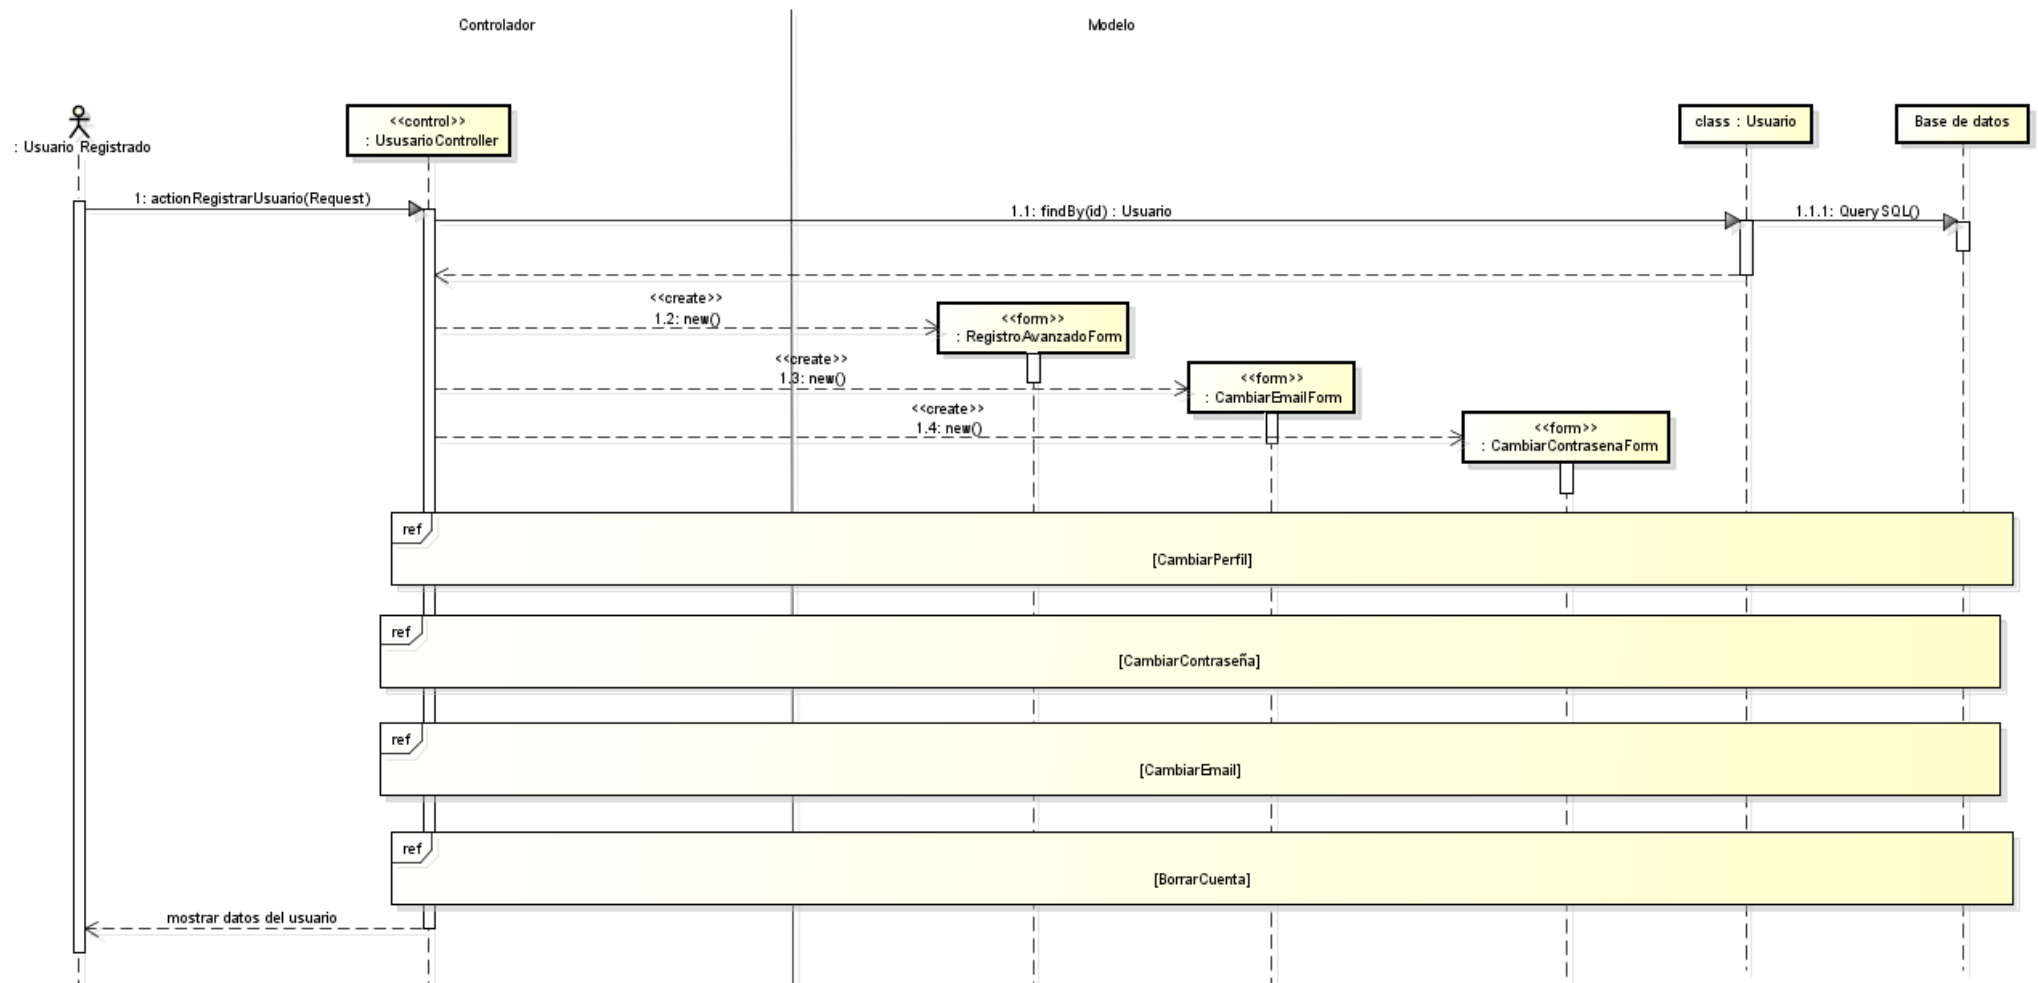 Controlador
Modelo
: Usuario Registrado
<<control>>
: UsusarioController
class : Usuario
Base de datos
1: actionRegistrarUsuario(Request)
1.1: findBy(id) : Usuario
1.1.1: QuerySQL()
<<create>>
1.2: new()
<<form>>
: RegistroAvanzadoForm
<<create>>
1.3: new()
<<form>>
: CambiarEmailForm
<<create>>
1.4: new()
<<form>>
: CambiarContrasenaForm
ref
[CambiarPerfil]
ref
[CambiarContraseña]
ref
[CambiarEmail]
ref
[BorrarCuenta]
mostrar datos del usuario